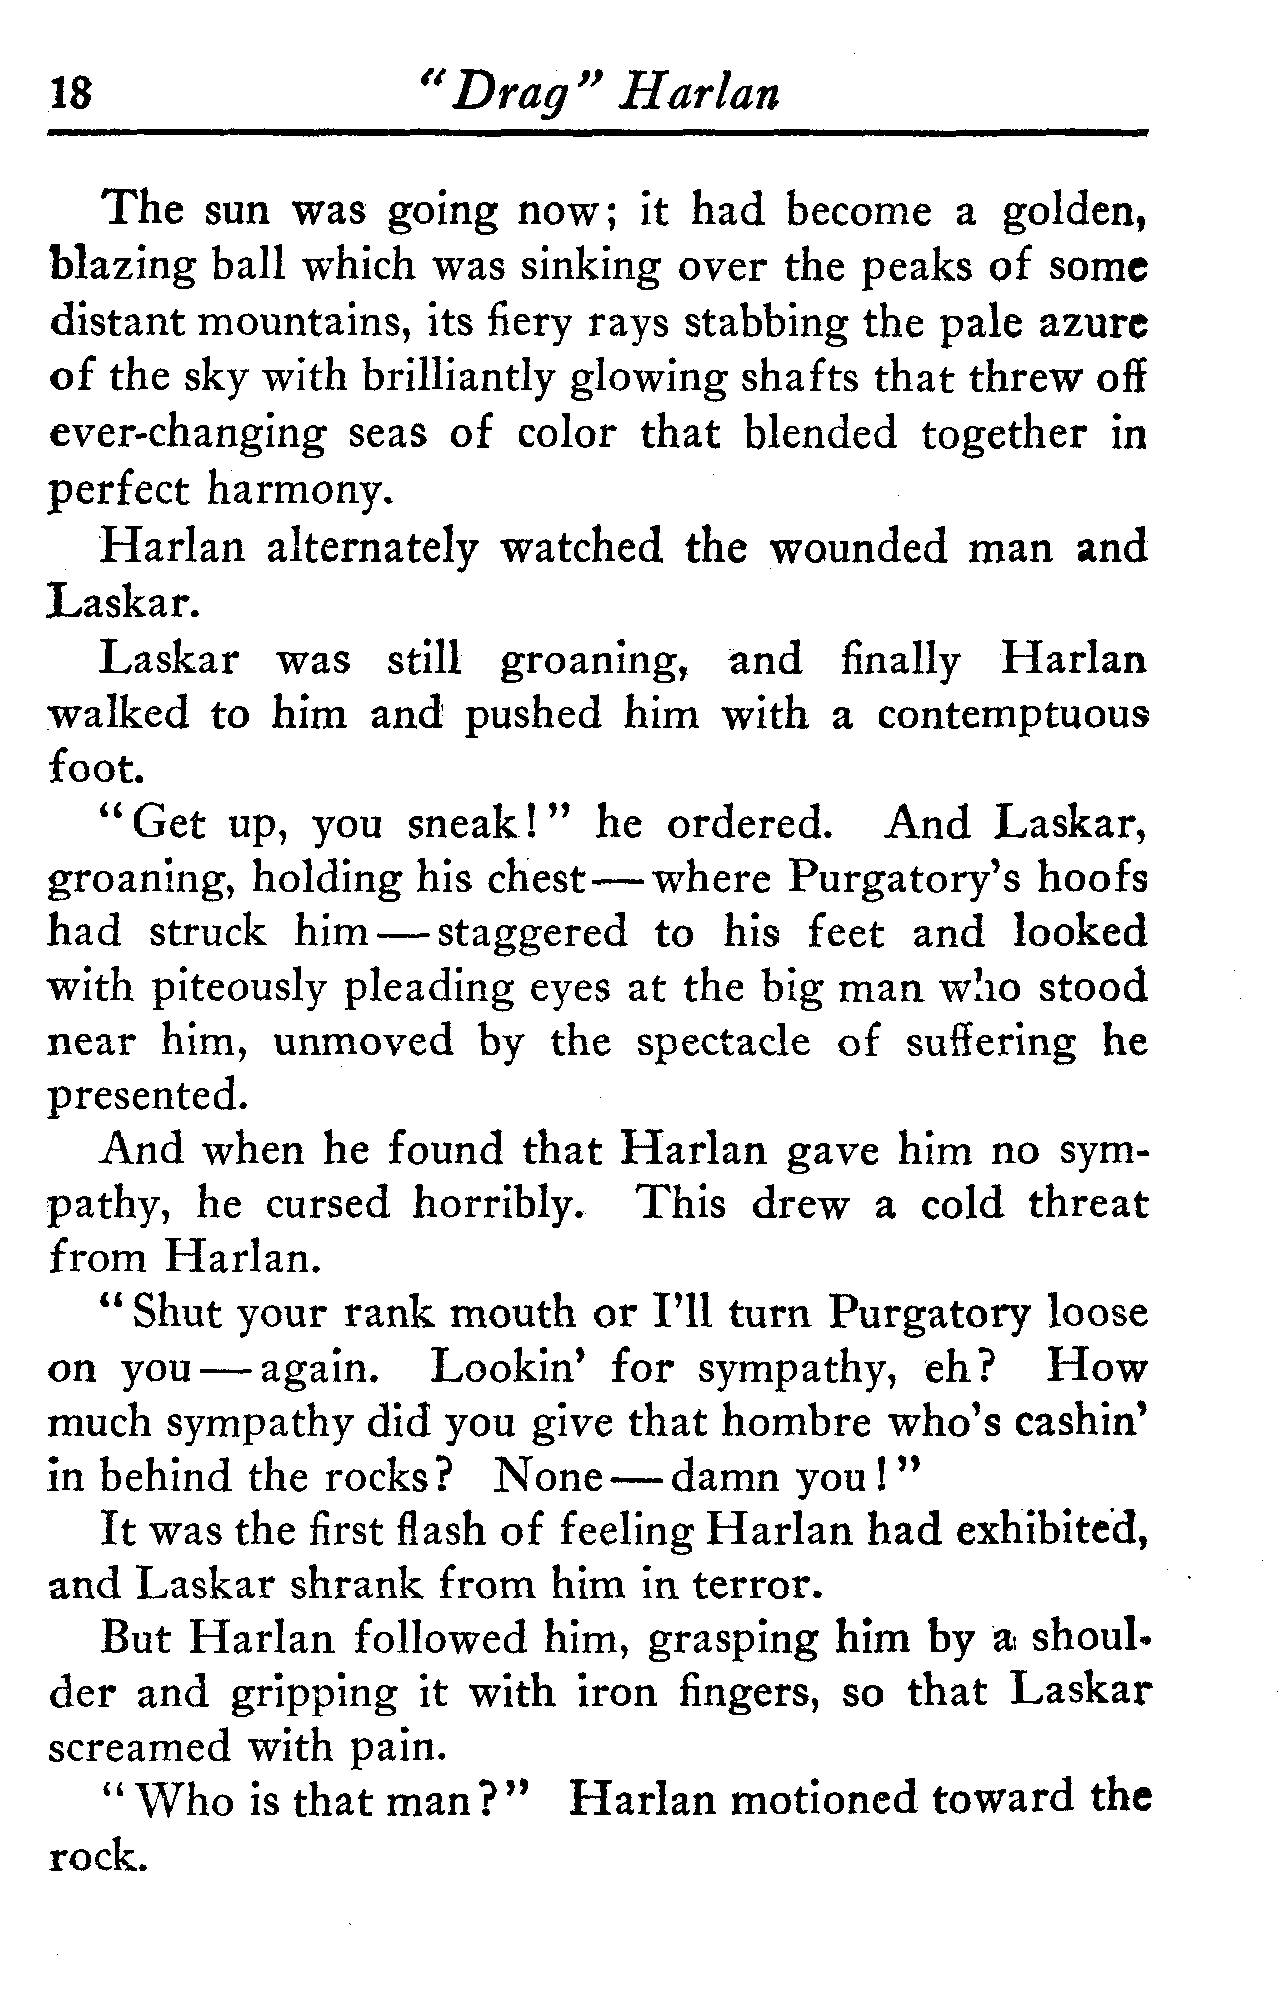 18 "Drag" Harlan
The sun was going now; it had become a golden,
blazing ball which was sinking over the peaks of some
distant mountains, its fiery rays stabbing the pale azure
of the sky with brilliantly glowing shafts that threw off
ever-changing seas of color that blended together in
perfect harmony.
Harlan alternately watched the wounded man and
Laskar.
Laskar was still groaning, and finally Harlan
walked to him and pushed him with a contemptuous
foot.
"Get up, you sneak!" he ordered. And Laskar,
groaning, holding his chest—where Purgatory's hoofs
had struck him—staggered to his feet and looked
with piteously pleading eyes at the big man who stood
near him, unmoved by the spectacle of suffering he
presented.
And when he found that Harlan gave him no sym-
pathy, he cursed horribly. This drew a cold threat
from Harlan.
"Shut your rank mouth or I'll turn Purgatory loose
on you—again. Lookin' for sympathy, eh? How
much sympathy did you give that hombre who's cashin'
in behind the rocks? None—damn you!"
It was the first flash of feeling Harlan had exhibited,
and Laskar shrank from him in terror.
But Harlan followed him, grasping him by a shoul-
der and gripping it with iron fingers, so that Laskar
screamed with pain.
"Who is that man?" Harlan motioned toward the
rock.